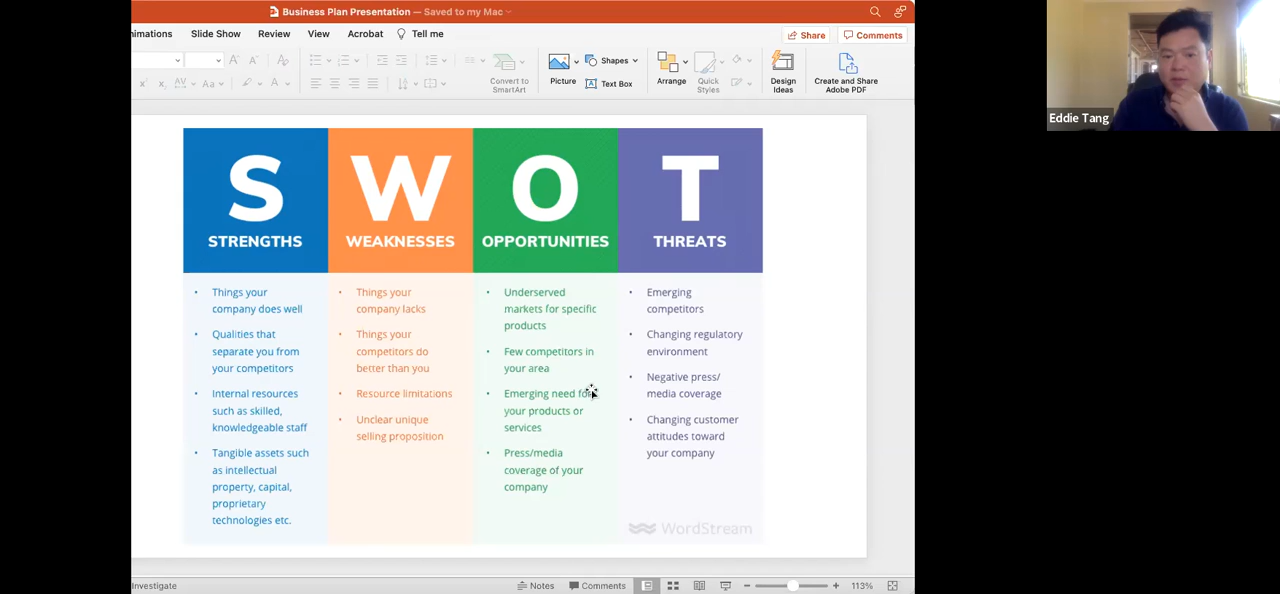 Business Plan Presentation — Saved to my Mac
nimations Slide Show Review View Acrobat Tell me
Share Comments
Convert to
SmartArt
Picture
Shapes
Text Box
Arrange
Quick
Styles
Design
Ideas
Create and Share
Adobe PDF
Eddie Tang
S
STRENGTHS
• Things your
company does well
• Qualities that
separate you from
your competitors
• Internal resources
such as skilled,
knowledgeable staff
• Tangible assets such
as intellectual
property, capital,
proprietary
technologies etc.
W
WEAKNESSES
• Things your
company lacks
• Things your
competitors do
better than you
• Resource limitations
• Unclear unique
selling proposition
O
OPPORTUNITIES
• Underserved
markets for specific
products
• Few competitors in
your area
• Emerging need for
your products or
services
• Press/media
coverage of your
company
T
THREATS
• Emerging
competitors
• Changing regulatory
environment
• Negative press/
media coverage
• Changing customer
attitudes toward
your company
WordStream
Investigate
Notes Comments 113%